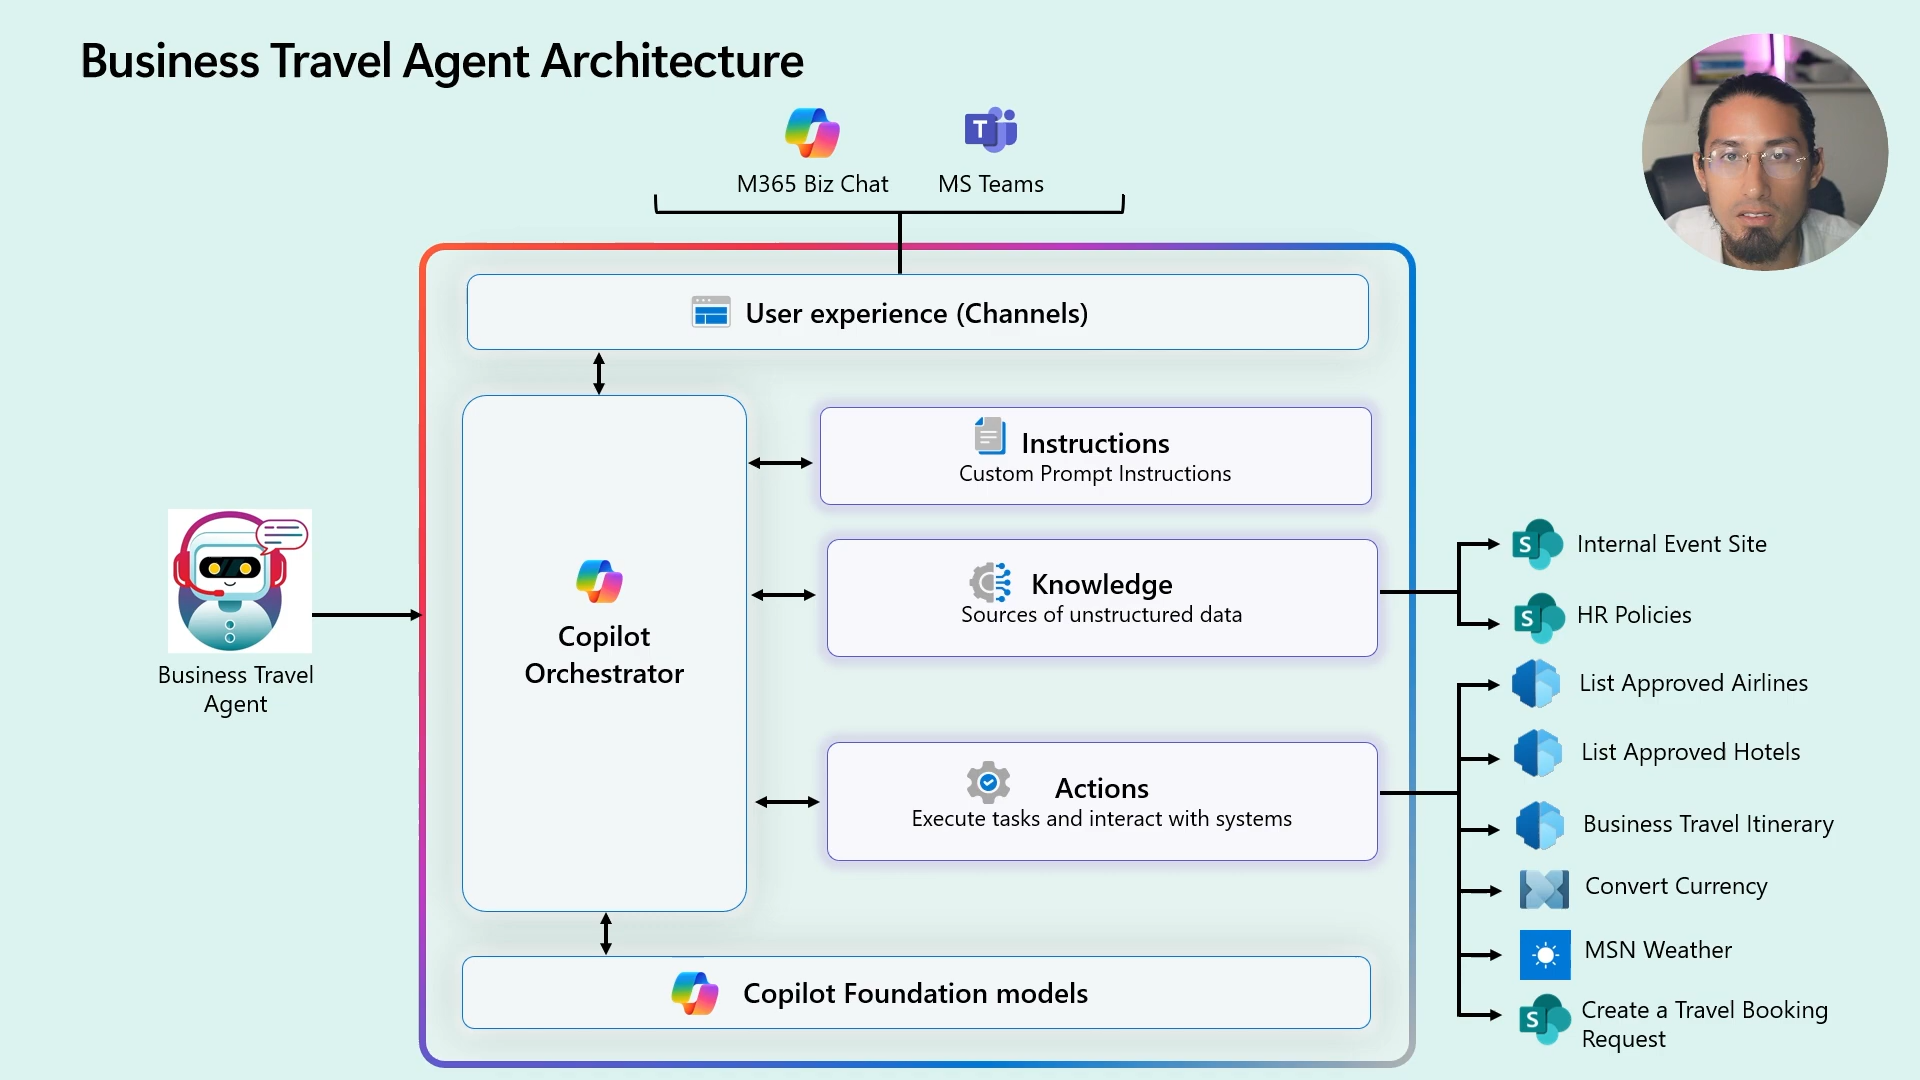 Business Travel Agent Architecture
M365 Biz Chat
MS Teams
T
User experience (Channels)
Instructions
Custom Prompt Instructions
Copilot
Orchestrator
Knowledge
Sources of unstructured data
Actions
Execute tasks and interact with systems
Copilot Foundation models
Business Travel
Agent
S
Internal Event Site
S
HR Policies
List Approved Airlines
List Approved Hotels
Business Travel Itinerary
Convert Currency
MSN Weather
S
Create a Travel Booking
Request